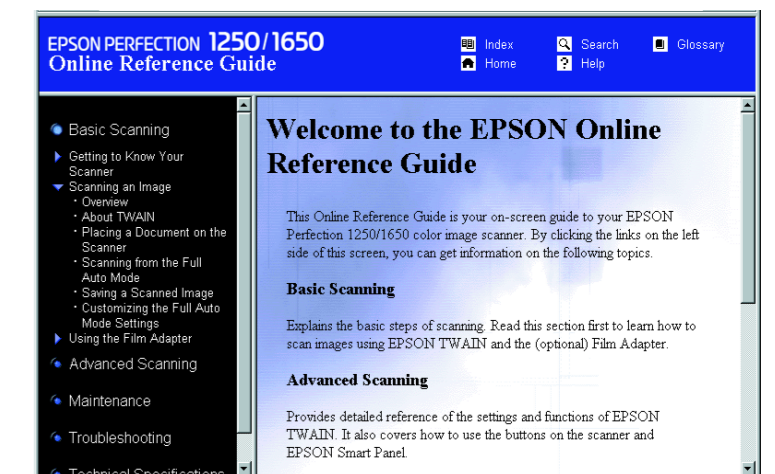 EPSON PERFECTION 1250/1650
Online Reference Guide
Index
Search
Glossary
Home
Help
Basic Scanning
Getting to Know Your
Scanner
Scanning an Image
· Overview
· About TWAIN
· Placing a Document on the
Scanner
· Scanning from the Full
Auto Mode
· Saving a Scanned Image
· Customizing the Full Auto
Mode Settings
Using the Film Adapter
Advanced Scanning
Maintenance
Troubleshooting
Technical Specifications
Welcome to the EPSON Online
Reference Guide
This Online Reference Guide is your on-screen guide to your EPSON
Perfection 1250/1650 color image scanner. By clicking the links on the left
side of this screen, you can get information on the following topics.
Basic Scanning
Explains the basic steps of scanning. Read this section first to learn how to
scan images using EPSON TWAIN and the (optional) Film Adapter.
Advanced Scanning
Provides detailed reference of the settings and functions of EPSON
TWAIN. It also covers how to use the buttons on the scanner and
EPSON Smart Panel.